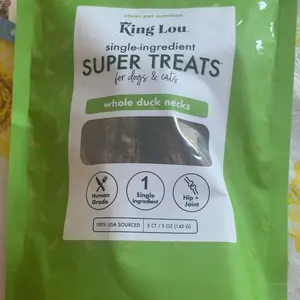 clean pet nutrition
King Lou.
single-ingredient
SUPER TREATS
for dogs & cats
whole duck necks
Human
Grade
1
Single
Ingredient
Hip +
Joint
100% USA SOURCED
5 CT / 5 OZ (142 G)